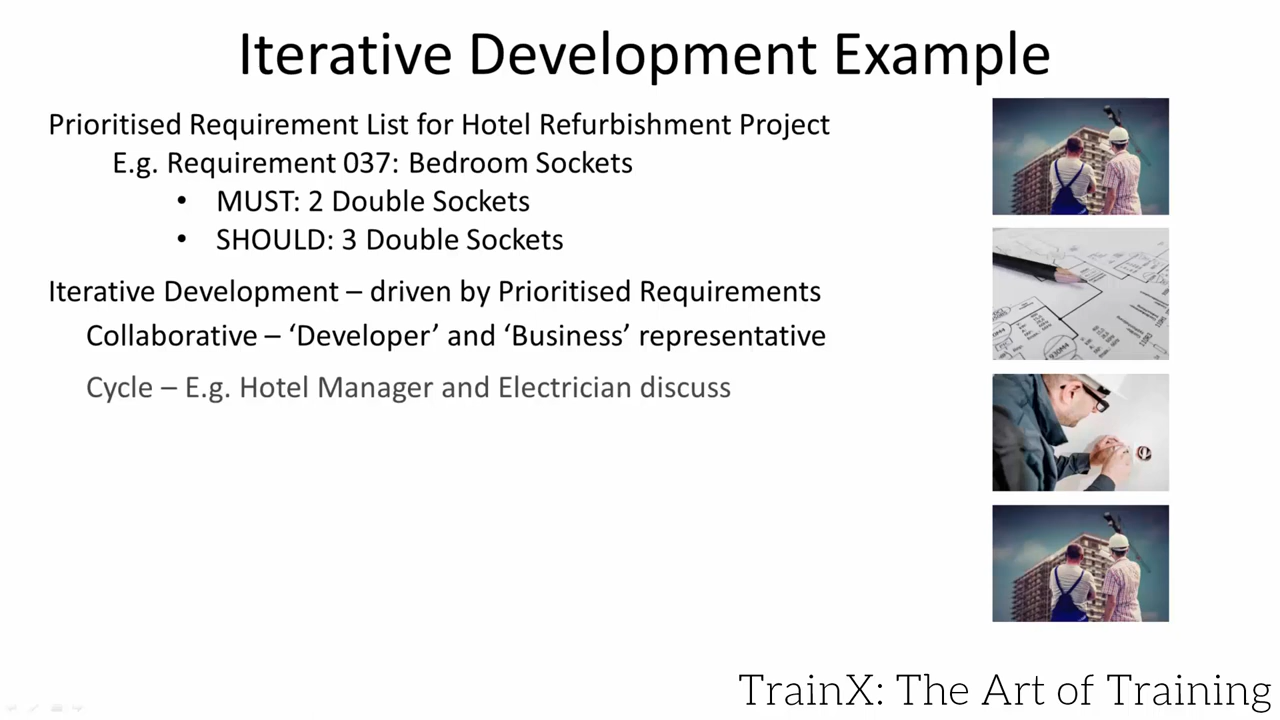 Iterative Development Example
Prioritised Requirement List for Hotel Refurbishment Project
E.g. Requirement 037: Bedroom Sockets
• MUST: 2 Double Sockets
• SHOULD: 3 Double Sockets
Iterative Development – driven by Prioritised Requirements
Collaborative – ‘Developer’ and ‘Business’ representative
Cycle – E.g. Hotel Manager and Electrician discuss
TrainX: The Art of Training